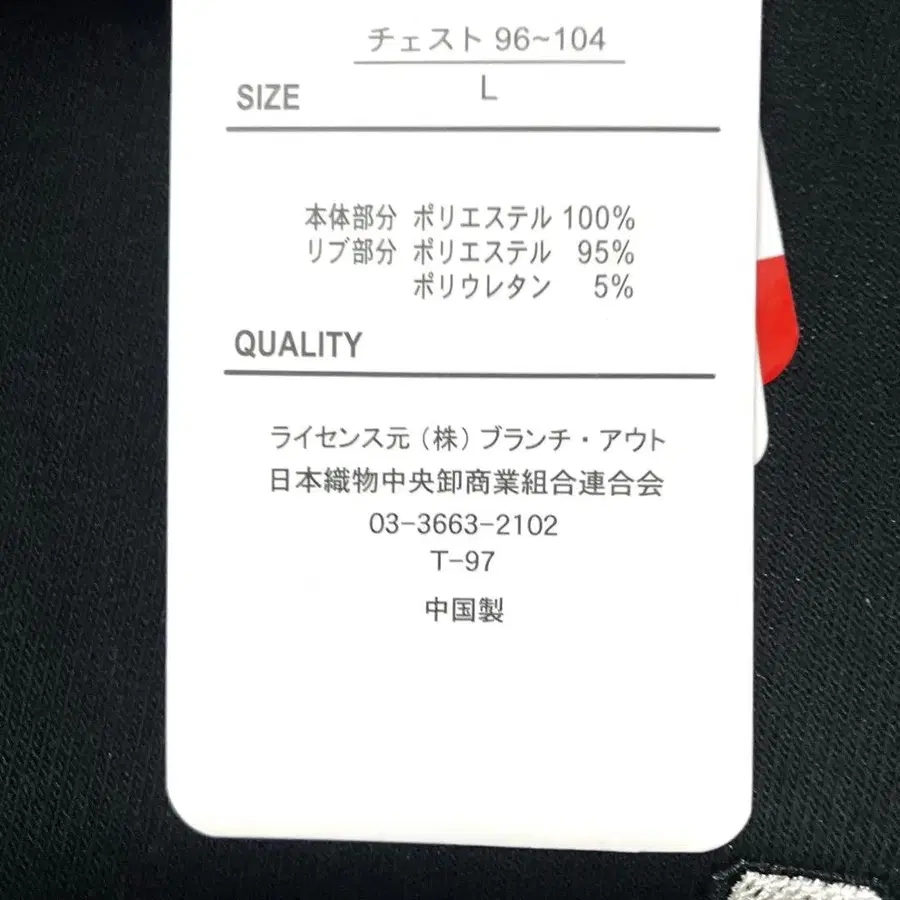 チェスト 96~104
L
SIZE
本体部分 ポリエステル 100%
リブ部分 ポリエステル 95%
ポリウレタン 5%
QUALITY
ライセンス元（株）ブランチ・アウト
日本織物中央卸商業組合連合会
03-3663-2102
T-97
中国製